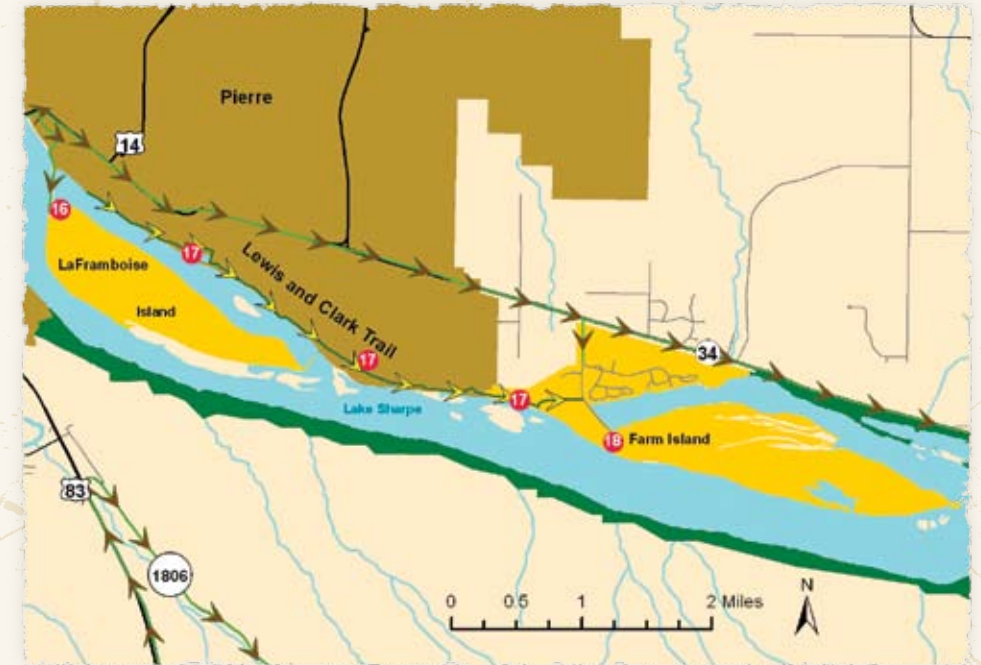 Pierre
14
16
17
LaFramboise
Island
Lewis and Clark Trail
17
34
Lake Sharpe
17
18
Farm Island
83
1806
0
0.5
1
2 Miles
N